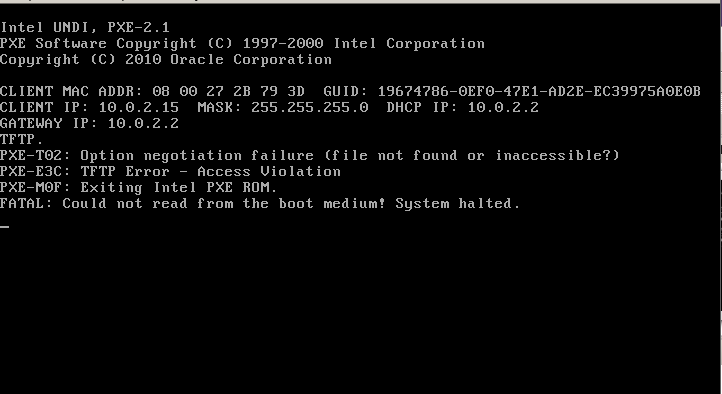 Intel UNDI, PXE-2.1
PXE Software Copyright (C) 1997-2000 Intel Corporation
Copyright (C) 2010 Oracle Corporation
CLIENT MAC ADDR: 08 00 27 2B 79 3D  GUID: 19674786-0EF0-47E1-AD2E-EC39975A0E0B
CLIENT IP: 10.0.2.15  MASK: 255.255.255.0  DHCP IP: 10.0.2.2
GATEWAY IP: 10.0.2.2
TFTP.
PXE-T02: Option negotiation failure (file not found or inaccessible?)
PXE-E3C: TFTP Error - Access Violation
PXE-M0F: Exiting Intel PXE ROM.
FATAL: Could not read from the boot medium! System halted.